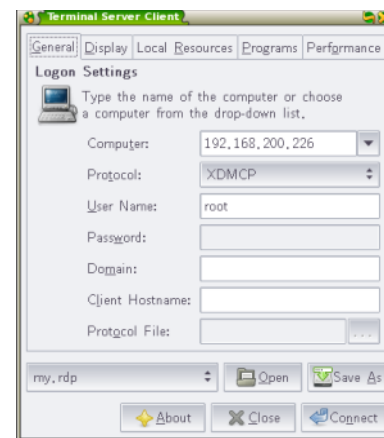 Terminal Server Client
General Display Local Resources Programs Performance
Logon Settings
Type the name of the computer or choose
a computer from the drop-down list.
Computer: 192.168.200.226
Protocol: XDMCP
User Name: root
Password:
Domain:
Client Hostname:
Protocol File: ...
my.rdp Open Save As
About Close Connect